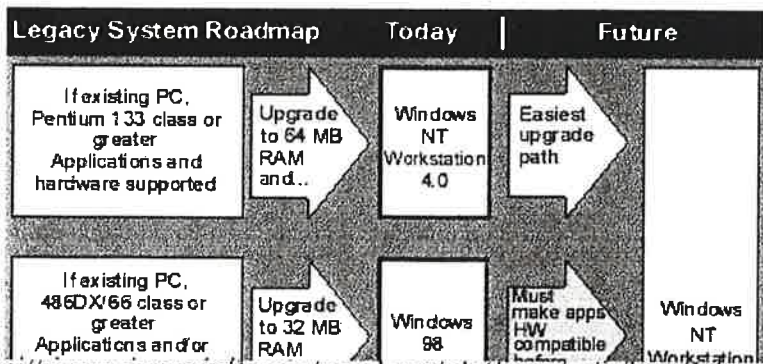 Legacy System Roadmap Today Future
If existing PC,
Pentium 133 class or
greater
Applications and
hardware supported
Upgrade
to 64 MB
RAM
and...
Windows
NT
Workstation
4.0
Easiest
upgrade
path
If existing PC,
486DX/66 class or
greater
Applications and/or
Upgrade
to 32 MB
RAM
Windows
98
Must
make apps
HW
compatible
before
Windows
NT
Workstation